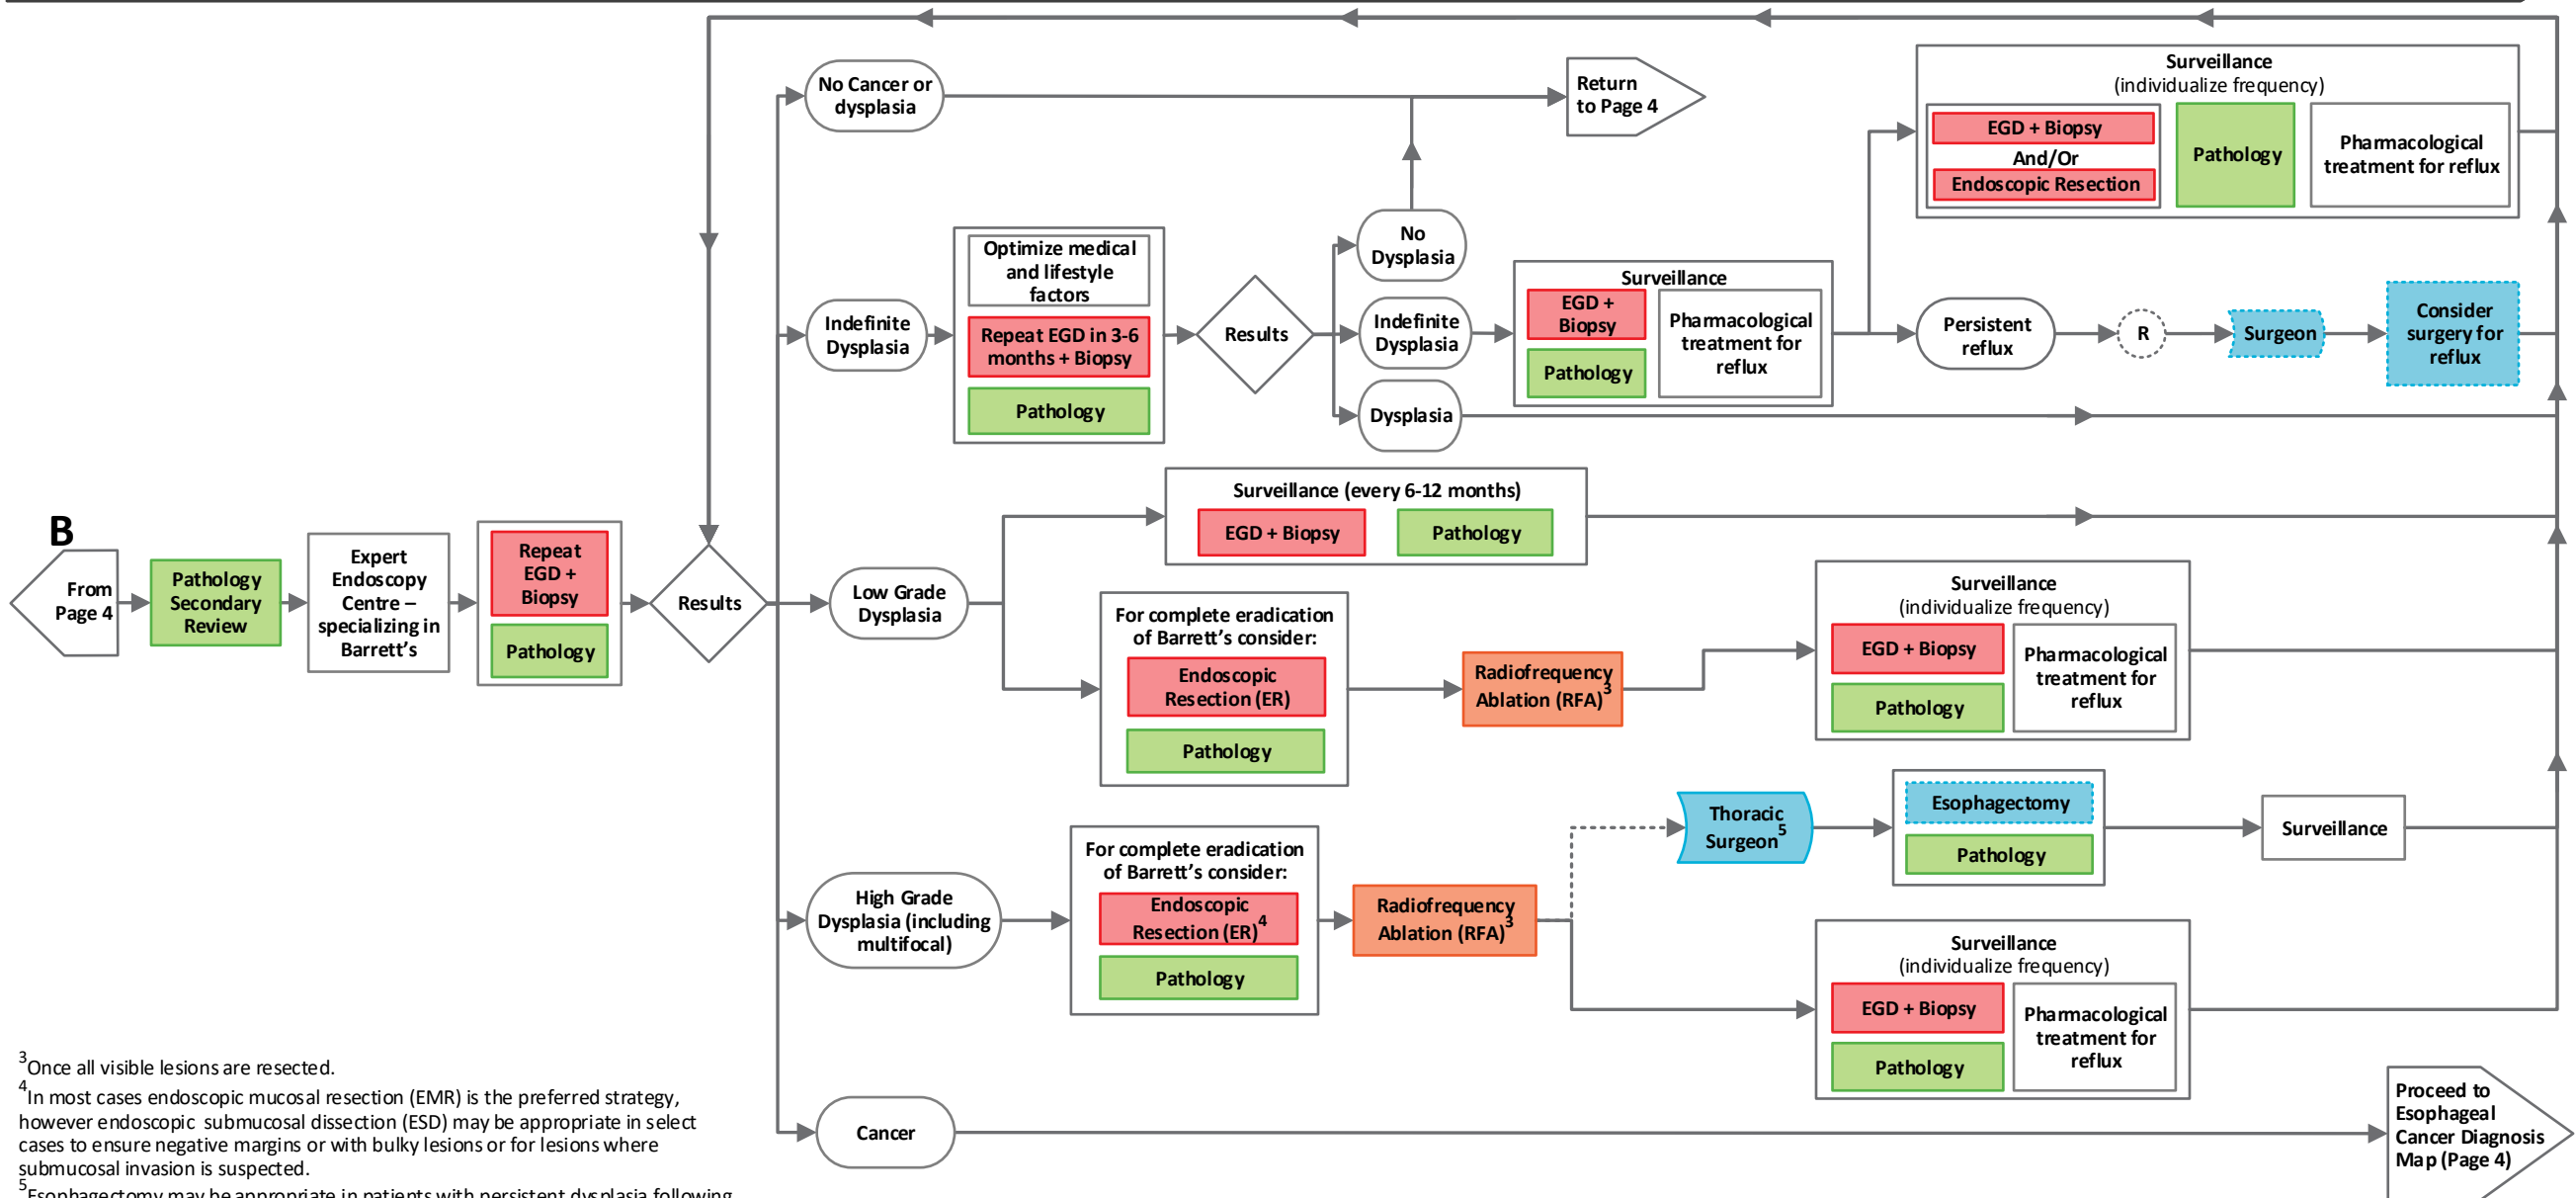 No Cancer or
dysplasia
Return
to Page 4
Surveillance
(individualize frequency)
EGD + Biopsy
And/Or
Endoscopic Resection
Pathology
Pharmacological
treatment for reflux
Optimize medical
and lifestyle
factors
Repeat EGD in 3-6
months + Biopsy
Pathology
Indefinite
Dysplasia
Results
No
Dysplasia
Indefinite
Dysplasia
Dysplasia
Surveillance
EGD +
Biopsy
Pathology
Pharmacological
treatment for
reflux
Persistent
reflux
R
Surgeon
Consider
surgery for
reflux
B
From
Page 4
Pathology
Secondary
Review
Expert
Endoscopy
Centre –
specializing in
Barrett's
Repeat
EGD +
Biopsy
Pathology
Results
Low Grade
Dysplasia
Surveillance (every 6-12 months)
EGD + Biopsy
Pathology
For complete eradication
of Barrett's consider:
Endoscopic
Resection (ER)
Pathology
Radiofrequency
Ablation (RFA)3
Surveillance
(individualize frequency)
EGD + Biopsy
Pathology
Pharmacological
treatment for
reflux
High Grade
Dysplasia (including
multifocal)
For complete eradication
of Barrett's consider:
Endoscopic
Resection (ER)4
Pathology
Radiofrequency
Ablation (RFA)3
Thoracic
Surgeon5
Esophagectomy
Pathology
Surveillance
Surveillance
(individualize frequency)
EGD + Biopsy
Pathology
Pharmacological
treatment for
reflux
Cancer
Proceed to
Esophageal
Cancer Diagnosis
Map (Page 4)
3Once all visible lesions are resected.
4In most cases endoscopic mucosal resection (EMR) is the preferred strategy,
however endoscopic submucosal dissection (ESD) may be appropriate in select
cases to ensure negative margins or with bulky lesions or for lesions where
submucosal invasion is suspected.
5Esophagectomy may be appropriate in patients with persistent dysplasia following